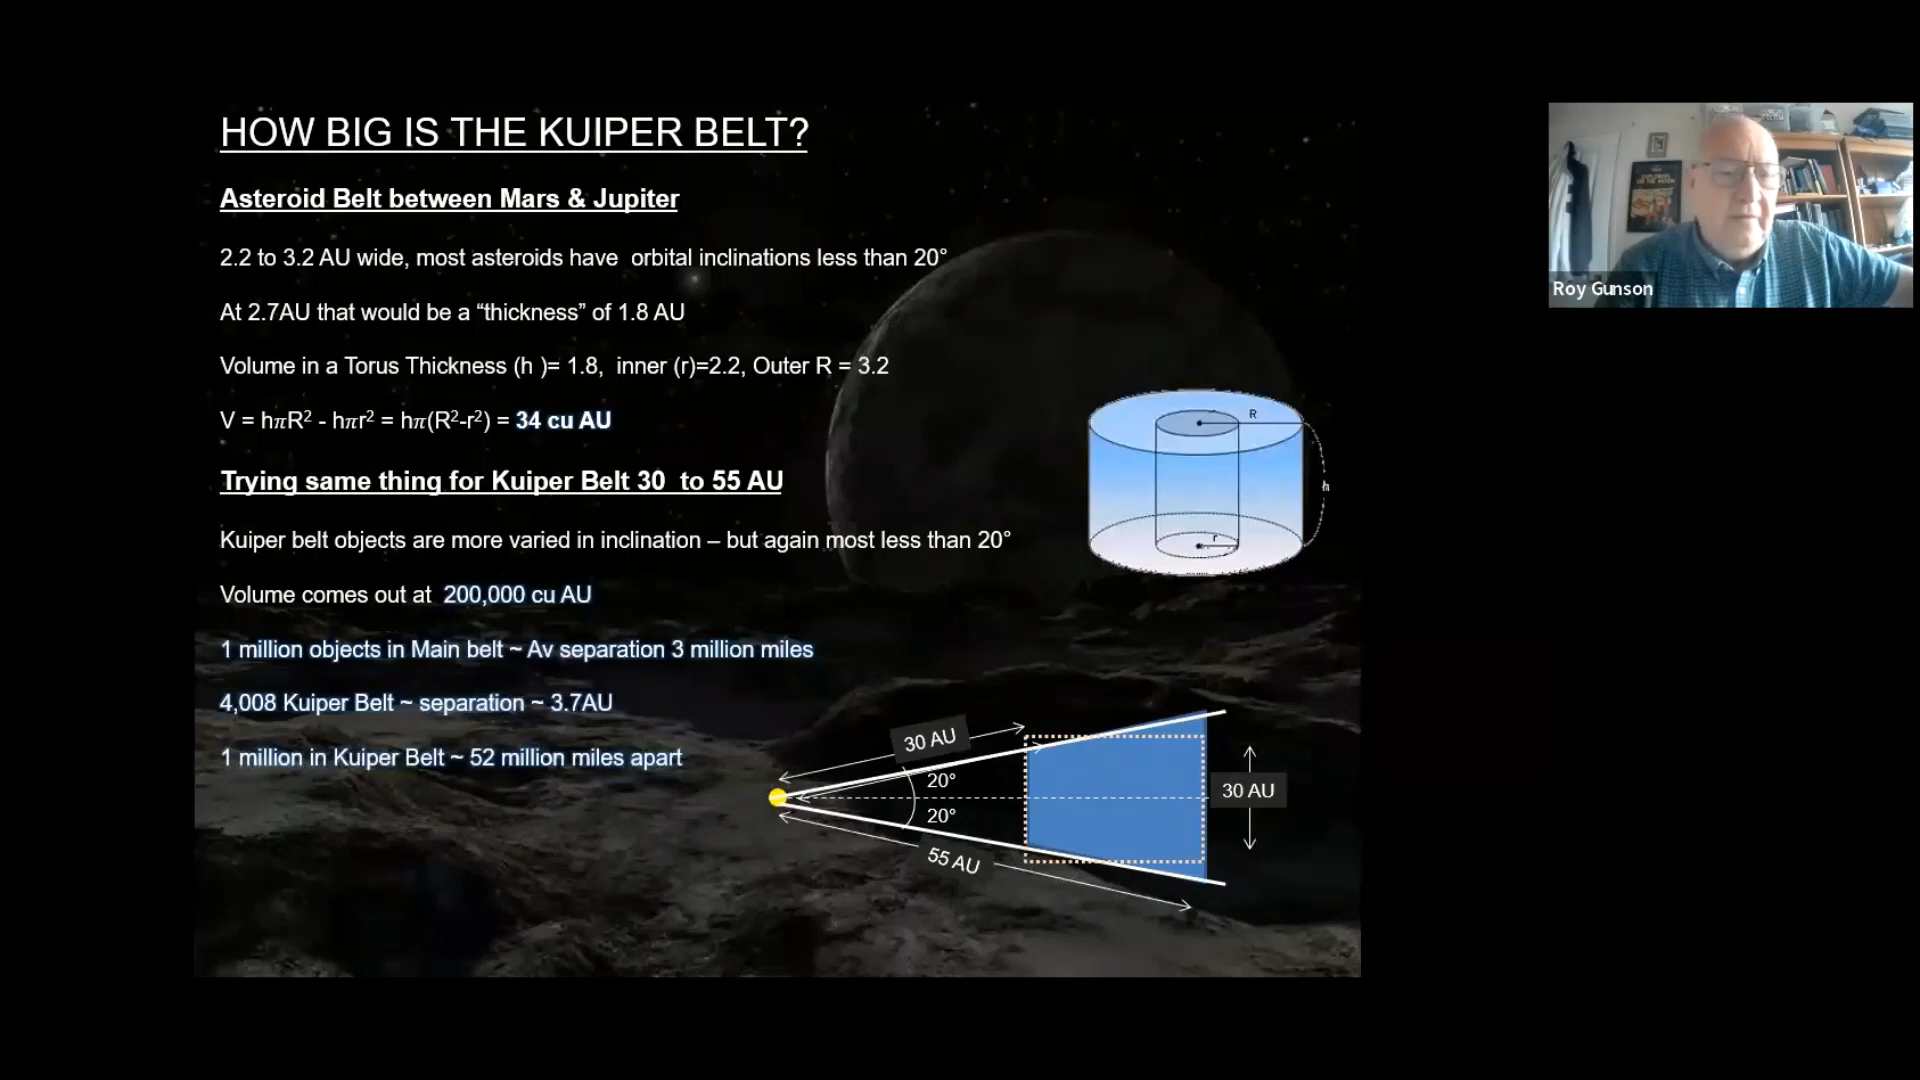 HOW BIG IS THE KUIPER BELT?
Asteroid Belt between Mars & Jupiter
2.2 to 3.2 AU wide, most asteroids have orbital inclinations less than 20°
At 2.7AU that would be a “thickness” of 1.8 AU
Volume in a Torus Thickness (h )= 1.8, inner (r)=2.2, Outer R = 3.2
V = hπR² - hπr² = hπ(R²-r²) = 34 cu AU
Trying same thing for Kuiper Belt 30 to 55 AU
Kuiper belt objects are more varied in inclination – but again most less than 20°
Volume comes out at 200,000 cu AU
1 million objects in Main belt ~ Av separation 3 million miles
4,008 Kuiper Belt ~ separation ~ 3.7AU
1 million in Kuiper Belt ~ 52 million miles apart
R
h
r
30 AU
20°
20°
55 AU
30 AU
EXPLORERS
ON THE MOON
Roy Gunson